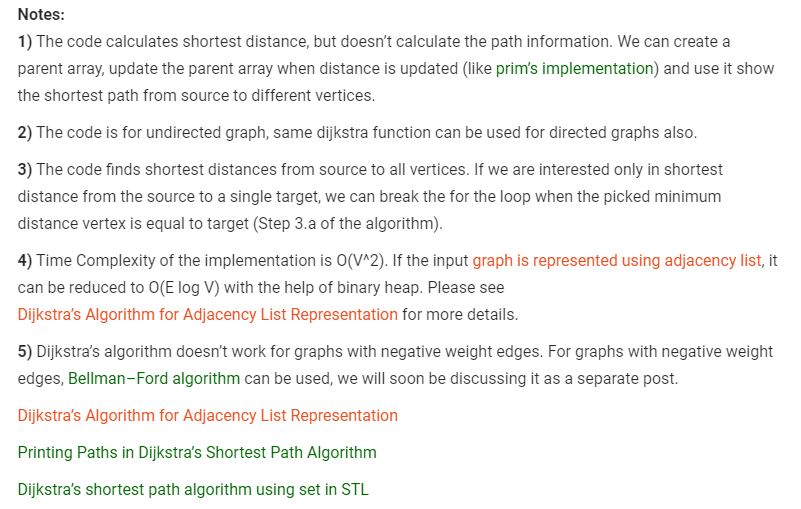 Notes:
1) The code calculates shortest distance, but doesn’t calculate the path information. We can create a
parent array, update the parent array when distance is updated (like prim’s implementation) and use it show
the shortest path from source to different vertices.
2) The code is for undirected graph, same dijkstra function can be used for directed graphs also.
3) The code finds shortest distances from source to all vertices. If we are interested only in shortest
distance from the source to a single target, we can break the for the loop when the picked minimum
distance vertex is equal to target (Step 3.a of the algorithm).
4) Time Complexity of the implementation is O(V^2). If the input graph is represented using adjacency list, it
can be reduced to O(E log V) with the help of binary heap. Please see
Dijkstra’s Algorithm for Adjacency List Representation for more details.
5) Dijkstra’s algorithm doesn’t work for graphs with negative weight edges. For graphs with negative weight
edges, Bellman–Ford algorithm can be used, we will soon be discussing it as a separate post.
Dijkstra’s Algorithm for Adjacency List Representation
Printing Paths in Dijkstra’s Shortest Path Algorithm
Dijkstra’s shortest path algorithm using set in STL